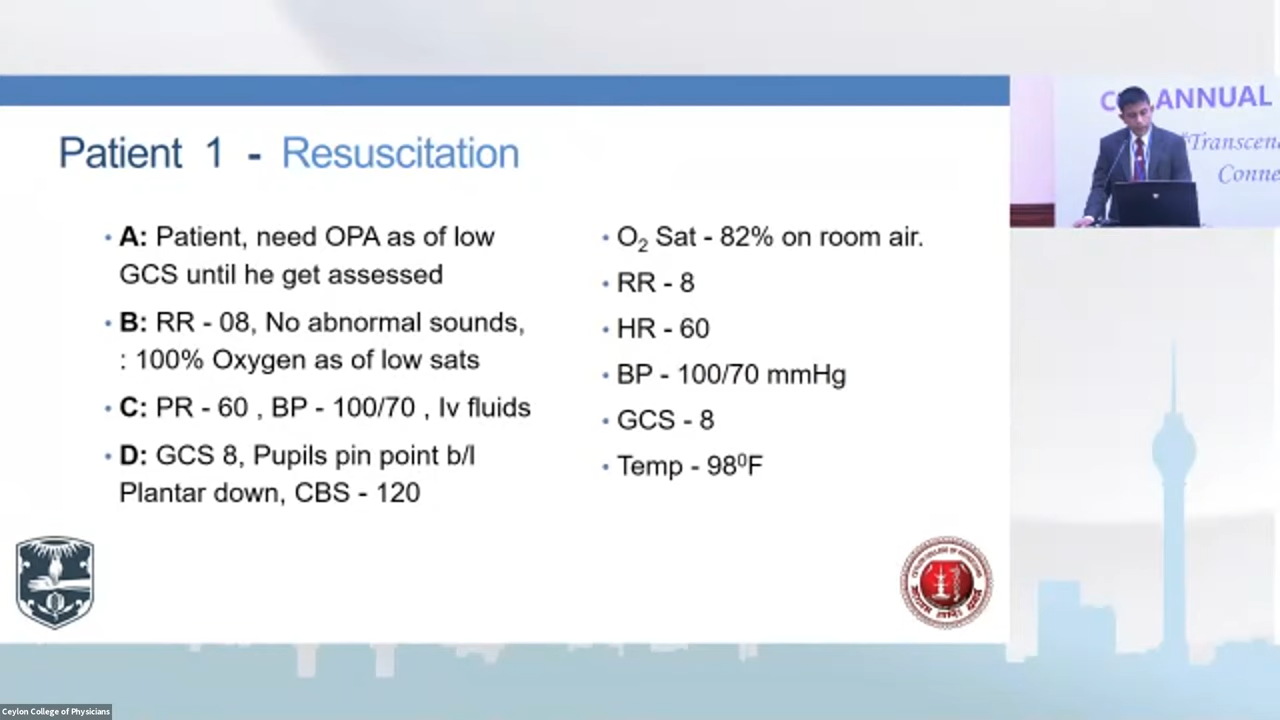 Patient 1 - Resuscitation
• A: Patient, need OPA as of low
GCS until he get assessed
• B: RR - 08, No abnormal sounds,
: 100% Oxygen as of low sats
• C: PR - 60 , BP - 100/70 , Iv fluids
• D: GCS 8, Pupils pin point b/l
Plantar down, CBS - 120
• O₂ Sat - 82% on room air.
• RR - 8
• HR - 60
• BP - 100/70 mmHg
• GCS - 8
• Temp - 98⁰F
ANNUAL
"Transcen
Conne
Ceylon College of Physicians